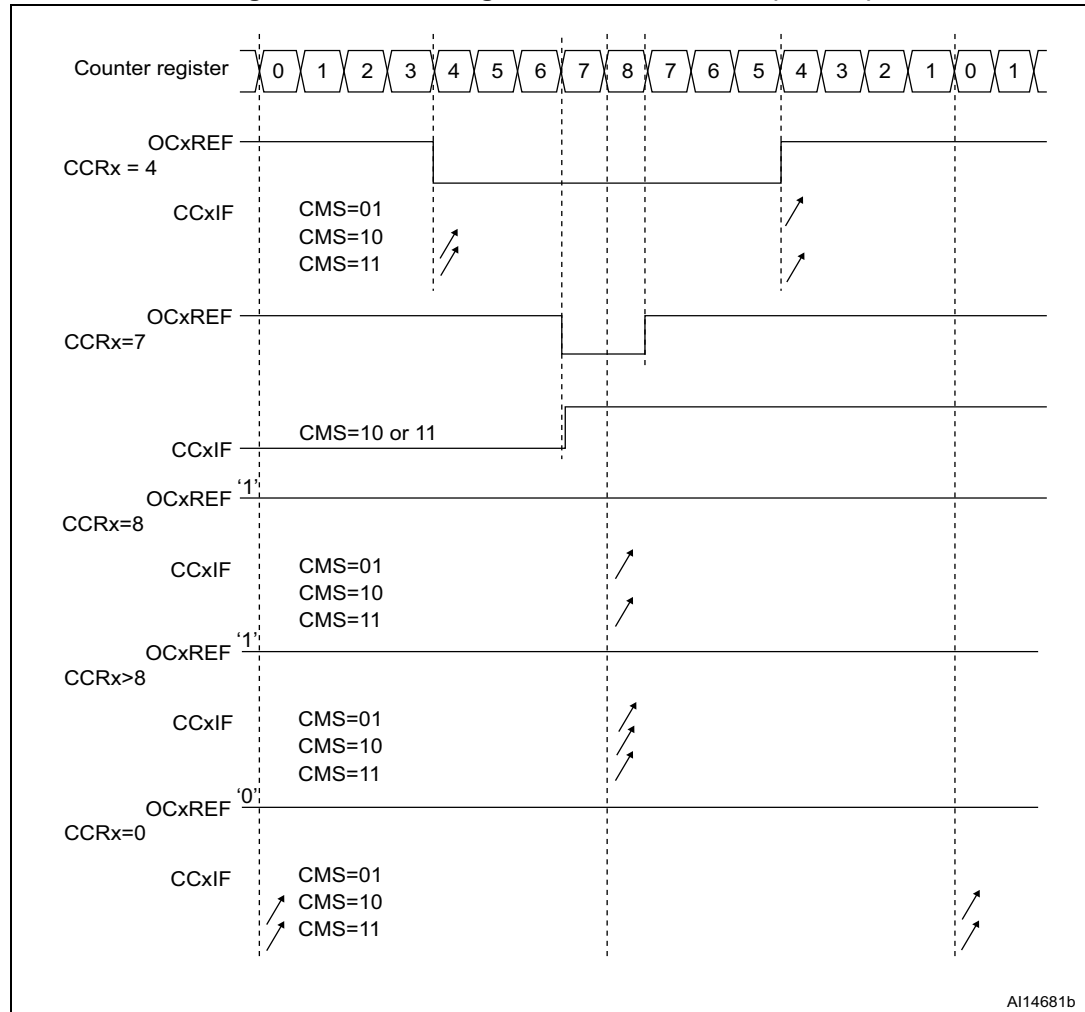 Counter register 0 1 2 3 4 5 6 7 8 7 6 5 4 3 2 1 0 1
OCxREF
CCRx = 4
CCxIF CMS=01
CMS=10
CMS=11
OCxREF
CCRx=7
CMS=10 or 11
CCxIF
OCxREF '1'
CCRx=8
CCxIF CMS=01
CMS=10
CMS=11
OCxREF '1'
CCRx>8
CCxIF CMS=01
CMS=10
CMS=11
OCxREF '0'
CCRx=0
CCxIF CMS=01
CMS=10
CMS=11
AI14681b